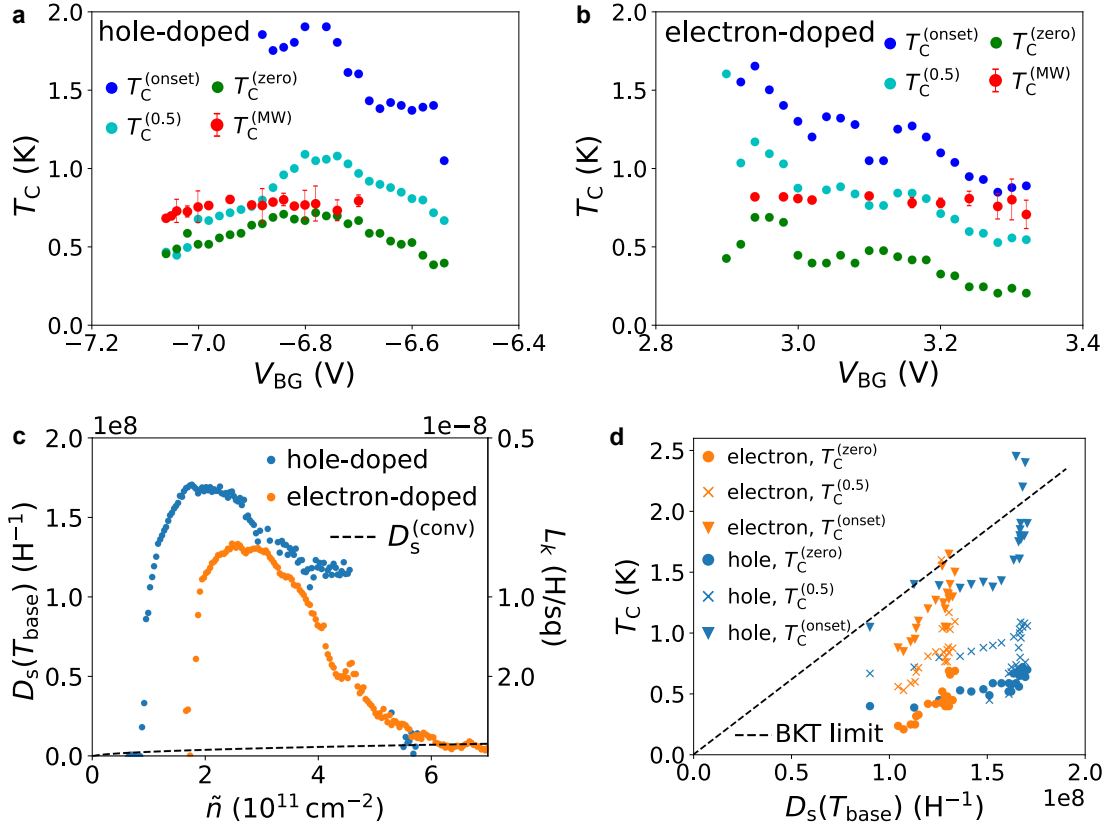 a
hole-doped
T_C^(onset)
T_C^(zero)
T_C^(0.5)
T_C^(MW)
2.0
1.5
1.0
0.5
0.0
T_C (K)
−7.2
−7.0
−6.8
−6.6
−6.4
V_BG (V)
b
electron-doped
T_C^(onset)
T_C^(zero)
T_C^(0.5)
T_C^(MW)
2.0
1.5
1.0
0.5
0.0
T_C (K)
2.8
3.0
3.2
3.4
V_BG (V)
c
1e8
1e-8
hole-doped
electron-doped
D_s^(conv)
2.0
1.5
1.0
0.5
0.0
D_s(T_base) (H⁻¹)
0.5
1.0
2.0
L_K (H/sq)
0
2
4
6
ñ (10¹¹ cm⁻²)
d
electron, T_C^(zero)
electron, T_C^(0.5)
electron, T_C^(onset)
hole, T_C^(zero)
hole, T_C^(0.5)
hole, T_C^(onset)
BKT limit
2.5
2.0
1.5
1.0
0.5
0.0
T_C (K)
0.0
0.5
1.0
1.5
2.0
1e8
D_s(T_base) (H⁻¹)